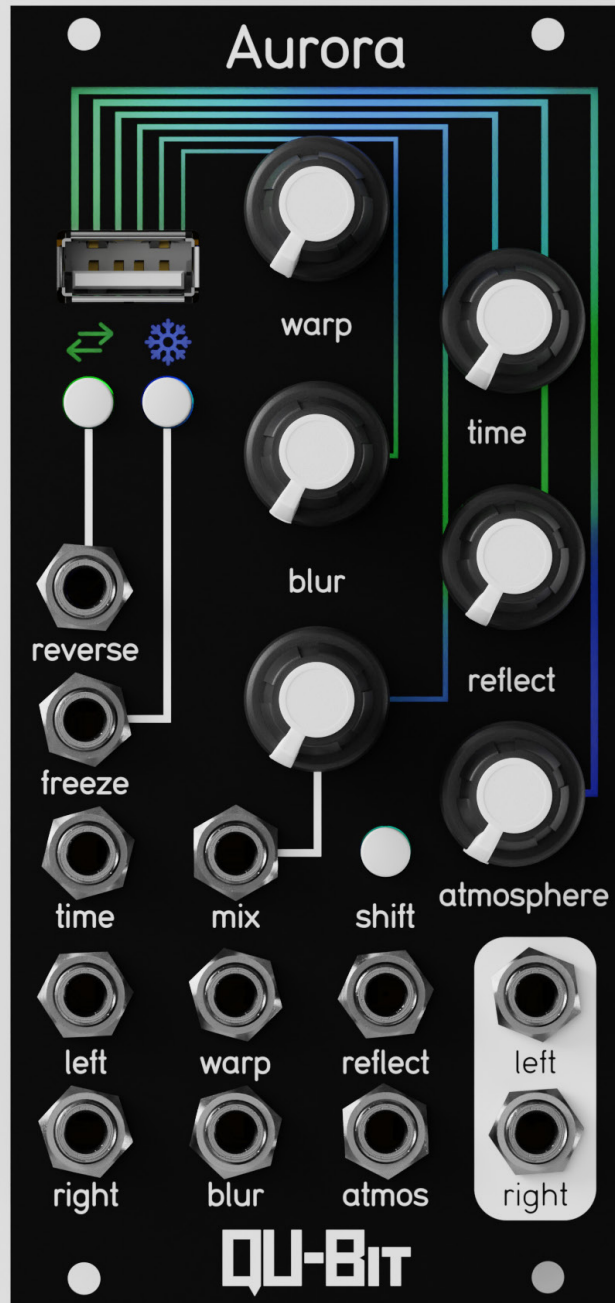 Aurora
warp
time
blur
reverse
reflect
freeze
time
mix
shift
atmosphere
left
warp
reflect
left
right
blur
atmos
right
QU-BIT